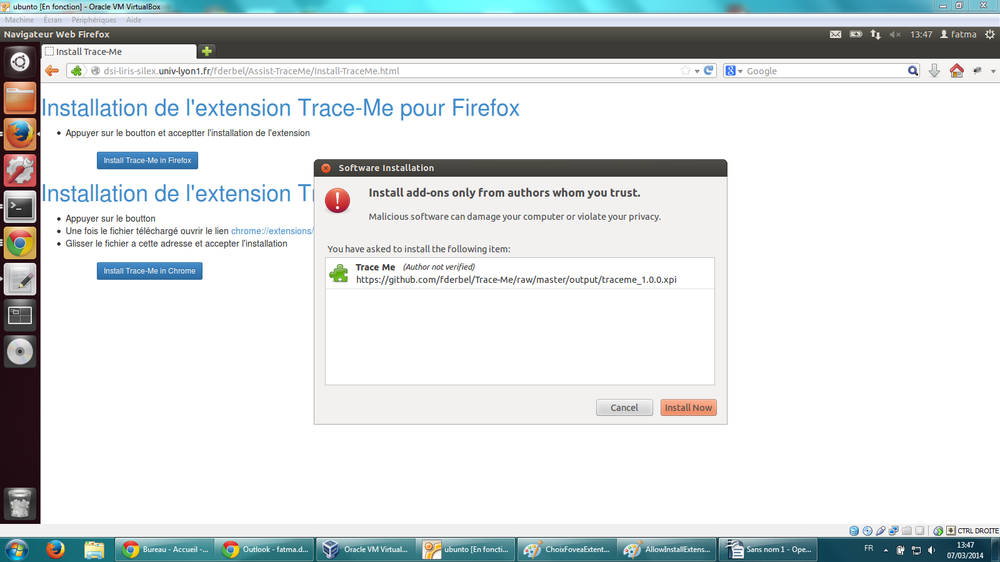 ubunto [En fonction] - Oracle VM VirtualBox
Machine Écran Périphériques Aide
Navigateur Web Firefox 13:47 fatma
Install Trace-Me
dsi-liris-silex.univ-lyon1.fr/fderbel/Assist-TraceMe/Install-TraceMe.html 8 Google
Installation de l'extension Trace-Me pour Firefox
Appuyer sur le boutton et acceptter l'installation de l'extension
Install Trace-Me in Firefox
Installation de l'extension Tr
Appuyer sur le boutton
Une fois le fichier téléchargé ouvrir le lien chrome://extensions/
Glisser le fichier a cette adresse et accepter l'installation
Install Trace-Me in Chrome
Software Installation
Install add-ons only from authors whom you trust.
Malicious software can damage your computer or violate your privacy.
You have asked to install the following item:
Trace Me (Author not verified)
https://github.com/fderbel/Trace-Me/raw/master/output/traceme_1.0.0.xpi
Cancel Install Now
CTRL DROITE
Bureau - Accueil -... Outlook - fatma.d... Oracle VM Virtual... ubunto [En foncti... ChoixFoveaExtent... AllowInstallExtens... Sans nom 1 - Ope... FR 13:47
07/03/2014